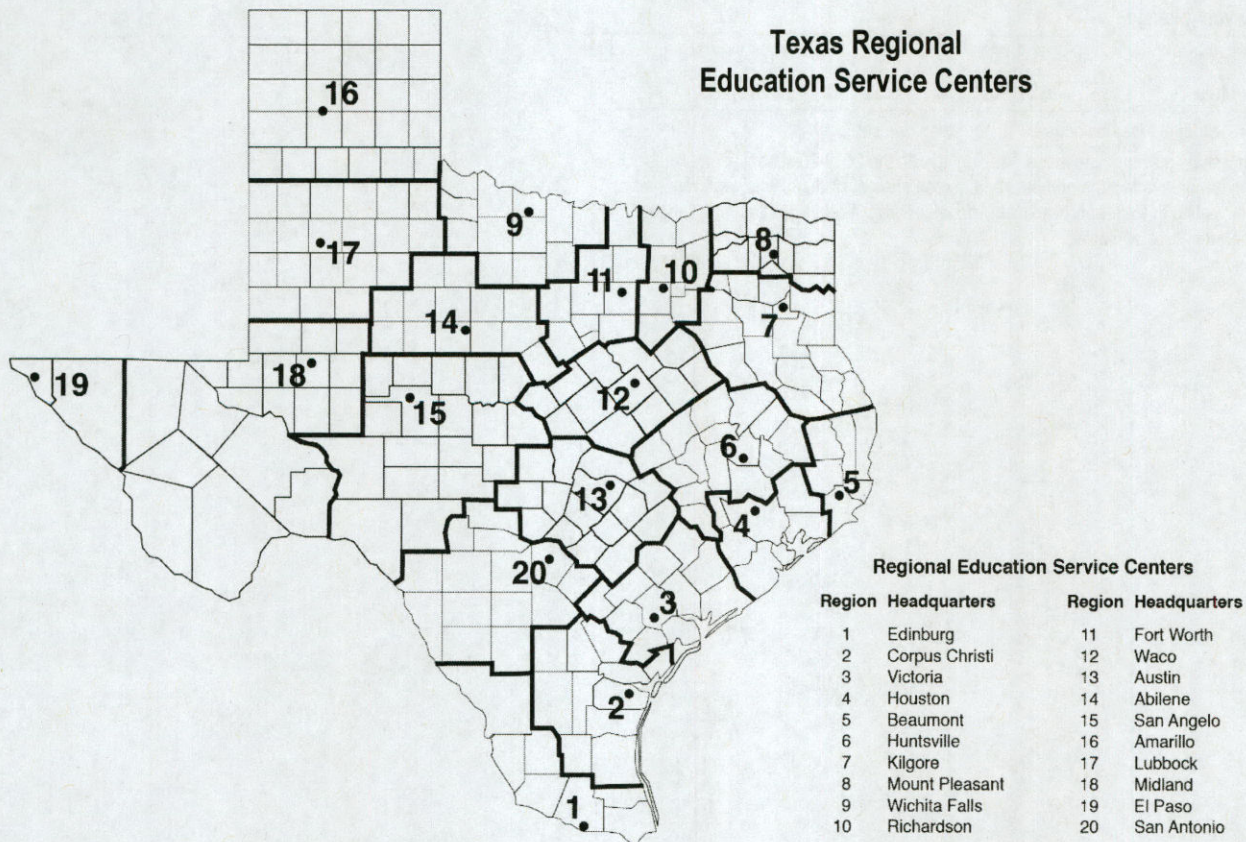 Texas Regional
Education Service Centers
16
9
8
17
11
10
7
14
19
18
15
12
6
5
13
4
20
3
2
1
Regional Education Service Centers
Region Headquarters Region Headquarters
1 Edinburg 11 Fort Worth
2 Corpus Christi 12 Waco
3 Victoria 13 Austin
4 Houston 14 Abilene
5 Beaumont 15 San Angelo
6 Huntsville 16 Amarillo
7 Kilgore 17 Lubbock
8 Mount Pleasant 18 Midland
9 Wichita Falls 19 El Paso
10 Richardson 20 San Antonio